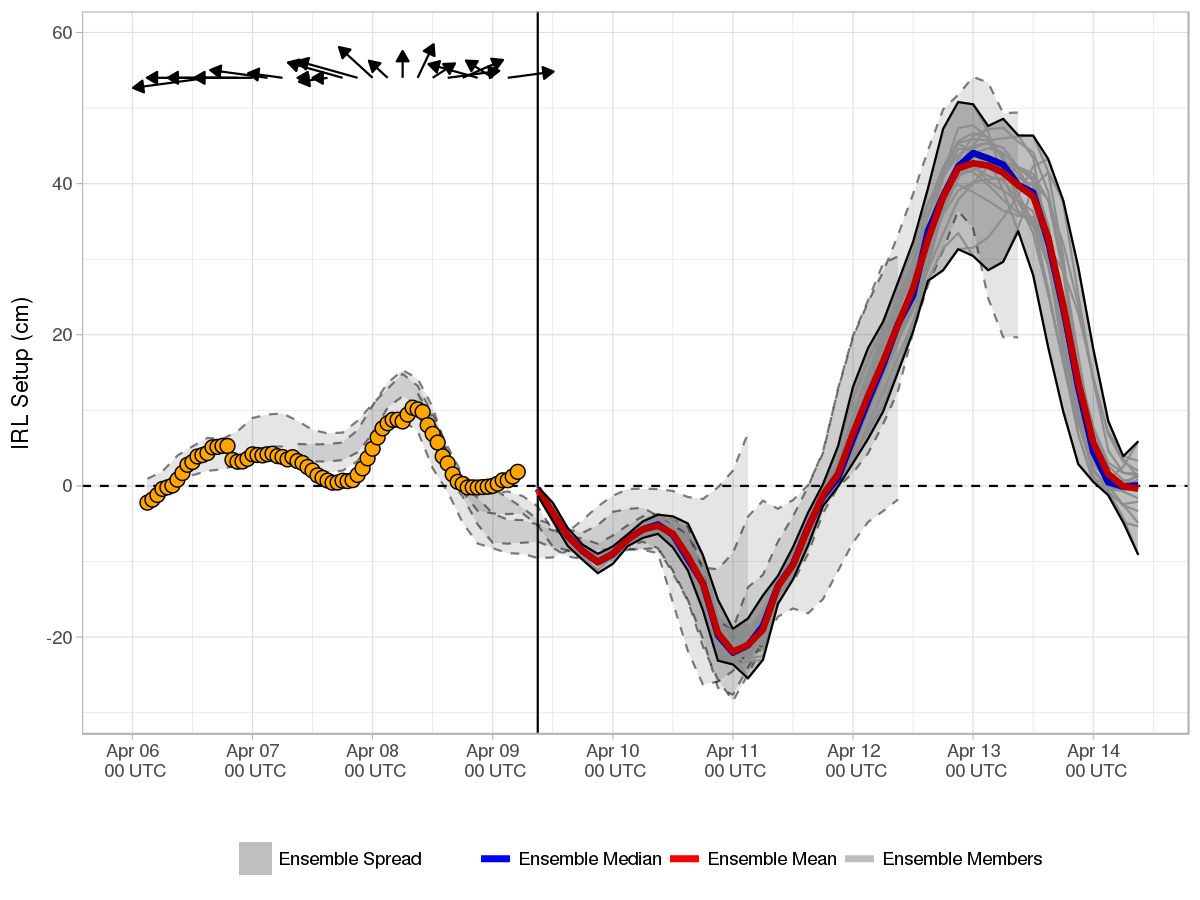 60
40
20
0
-20
IRL Setup (cm)
Apr 06
00 UTC
Apr 07
00 UTC
Apr 08
00 UTC
Apr 09
00 UTC
Apr 10
00 UTC
Apr 11
00 UTC
Apr 12
00 UTC
Apr 13
00 UTC
Apr 14
00 UTC
Ensemble Spread
Ensemble Median
Ensemble Mean
Ensemble Members